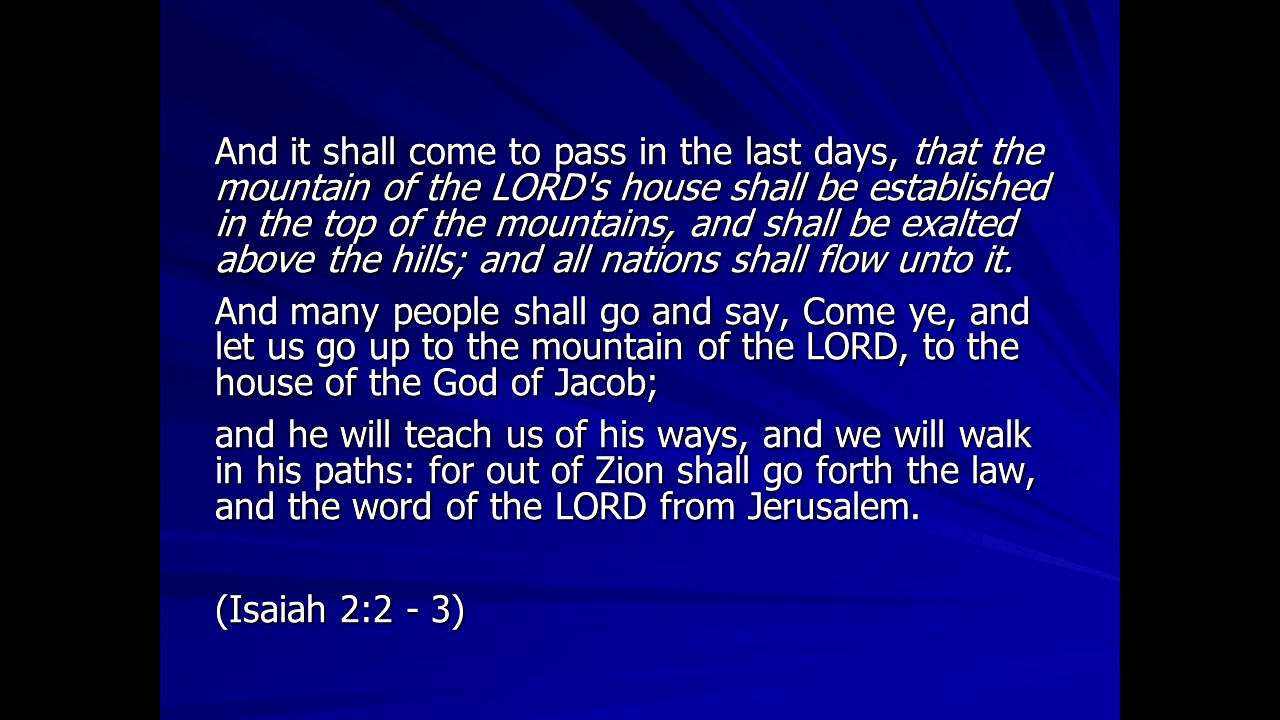 And it shall come to pass in the last days, that the
mountain of the LORD's house shall be established
in the top of the mountains, and shall be exalted
above the hills; and all nations shall flow unto it.
And many people shall go and say, Come ye, and
let us go up to the mountain of the LORD, to the
house of the God of Jacob;
and he will teach us of his ways, and we will walk
in his paths: for out of Zion shall go forth the law,
and the word of the LORD from Jerusalem.
(Isaiah 2:2 - 3)